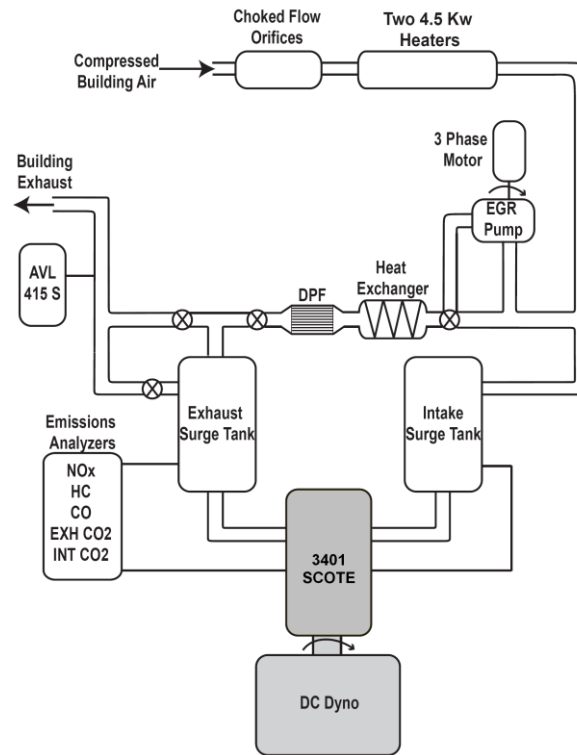 Choked Flow
Orifices
Two 4.5 Kw
Heaters
Compressed
Building Air
3 Phase
Motor
Building
Exhaust
EGR
Pump
AVL
415 S
DPF
Heat
Exchanger
Exhaust
Surge Tank
Intake
Surge Tank
Emissions
Analyzers
NOx
HC
CO
EXH CO2
INT CO2
3401
SCOTE
DC Dyno